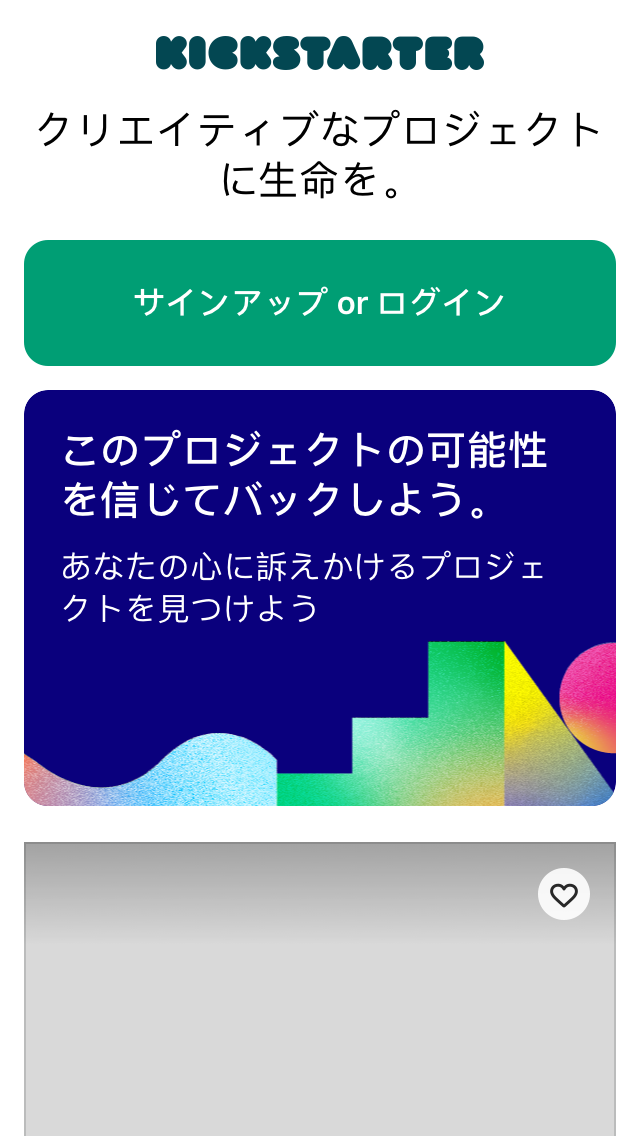 KICKSTARTER
クリエイティブなプロジェクト
に生命を。
サインアップ or ログイン
このプロジェクトの可能性
を信じてバックしよう。
あなたの心に訴えかけるプロジェ
クトを見つけよう